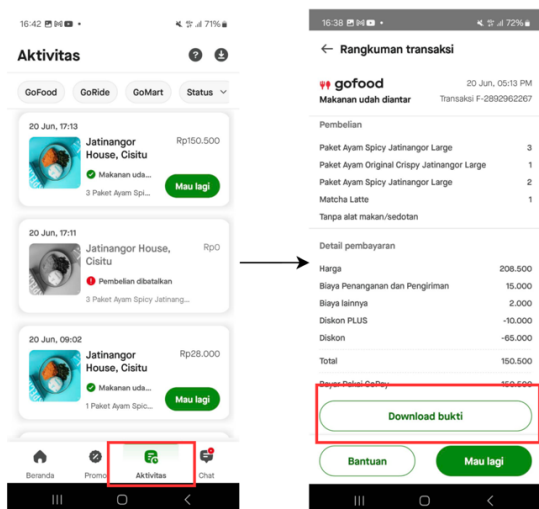 16:42
71%
Aktivitas
GoFood
GoRide
GoMart
Status
20 Jun, 17:13
Jatinangor House, Cisitu
Rp150.500
Makanan uda...
3 Paket Ayam Spi...
Mau lagi
20 Jun, 17:11
Jatinangor House, Cisitu
Rp0
Pembelian dibatalkan
3 Paket Ayam Spicy Jatinang...
20 Jun, 09:02
Jatinangor House, Cisitu
Rp28.000
Makanan uda...
1 Paket Ayam Spic...
Mau lagi
Beranda
Promo
Aktivitas
Chat
16:38
72%
Rangkuman transaksi
gofood
20 Jun, 05:13 PM
Makanan udah diantar
Transaksi F-2892962267
Pembelian
Paket Ayam Spicy Jatinangor Large 3
Paket Ayam Original Crispy Jatinangor Large 1
Paket Ayam Spicy Jatinangor Large 2
Matcha Latte 1
Tanpa alat makan/sedotan
Detail pembayaran
Harga 208.500
Biaya Penanganan dan Pengiriman 15.000
Biaya lainnya 2.000
Diskon PLUS -10.000
Diskon -65.000
Total 150.500
Bayar Pakai GoPay 150.500
Download bukti
Bantuan
Mau lagi